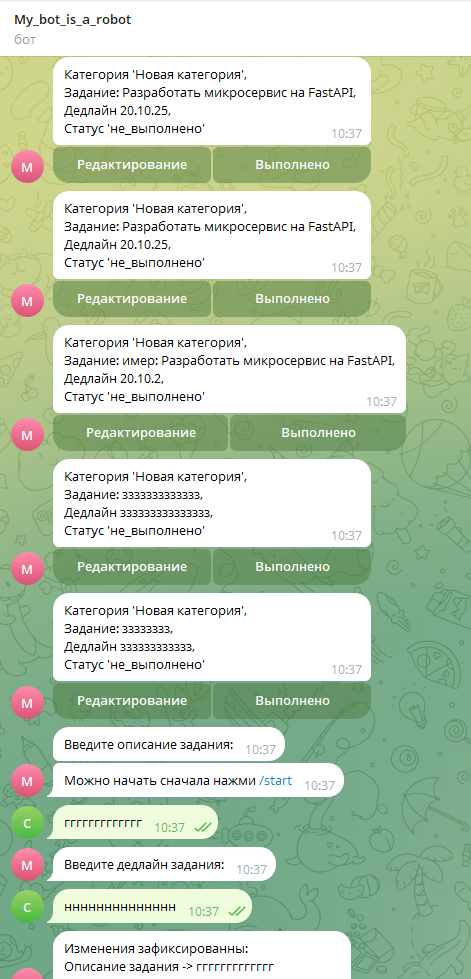 My_bot_is_a_robot
бот
Категория 'Новая категория',
Задание: Разработать микросервис на FastAPI,
Дедлайн 20.10.25,
Статус 'не_выполнено'
10:37
Редактирование Выполнено
М
Категория 'Новая категория',
Задание: Разработать микросервис на FastAPI,
Дедлайн 20.10.25,
Статус 'не_выполнено'
10:37
Редактирование Выполнено
М
Категория 'Новая категория',
Задание: имер: Разработать микросервис на FastAPI,
Дедлайн 20.10.2,
Статус 'не_выполнено'
10:37
Редактирование Выполнено
М
Категория 'Новая категория',
Задание: ззззззззззззз,
Дедлайн ззззззззззззззз,
Статус 'не_выполнено'
10:37
Редактирование Выполнено
М
Категория 'Новая категория',
Задание: зззззззз,
Дедлайн зззззззззззз,
Статус 'не_выполнено'
10:37
Редактирование Выполнено
М
Введите описание задания: 10:37
Можно начать сначала нажми /start 10:37
М
С
ггггггггггггг 10:37
Введите дедлайн задания: 10:37
М
С
нннннннннннннн 10:37
Изменения зафиксированны:
Описание задания -> ггггггггггггг